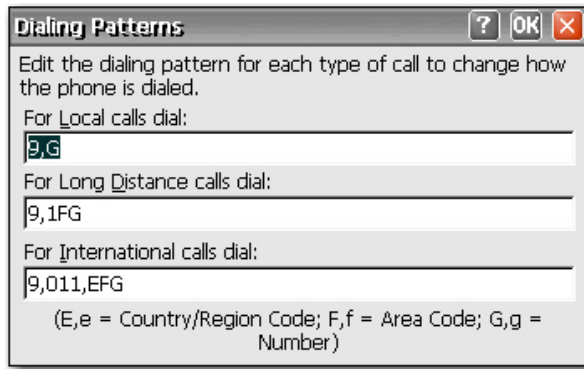 Dialing Patterns ? OK X
Edit the dialing pattern for each type of call to change how
the phone is dialed.
For Local calls dial:
9,G
For Long Distance calls dial:
9,1FG
For International calls dial:
9,011,EFG
(E,e = Country/Region Code; F,f = Area Code; G,g =
Number)